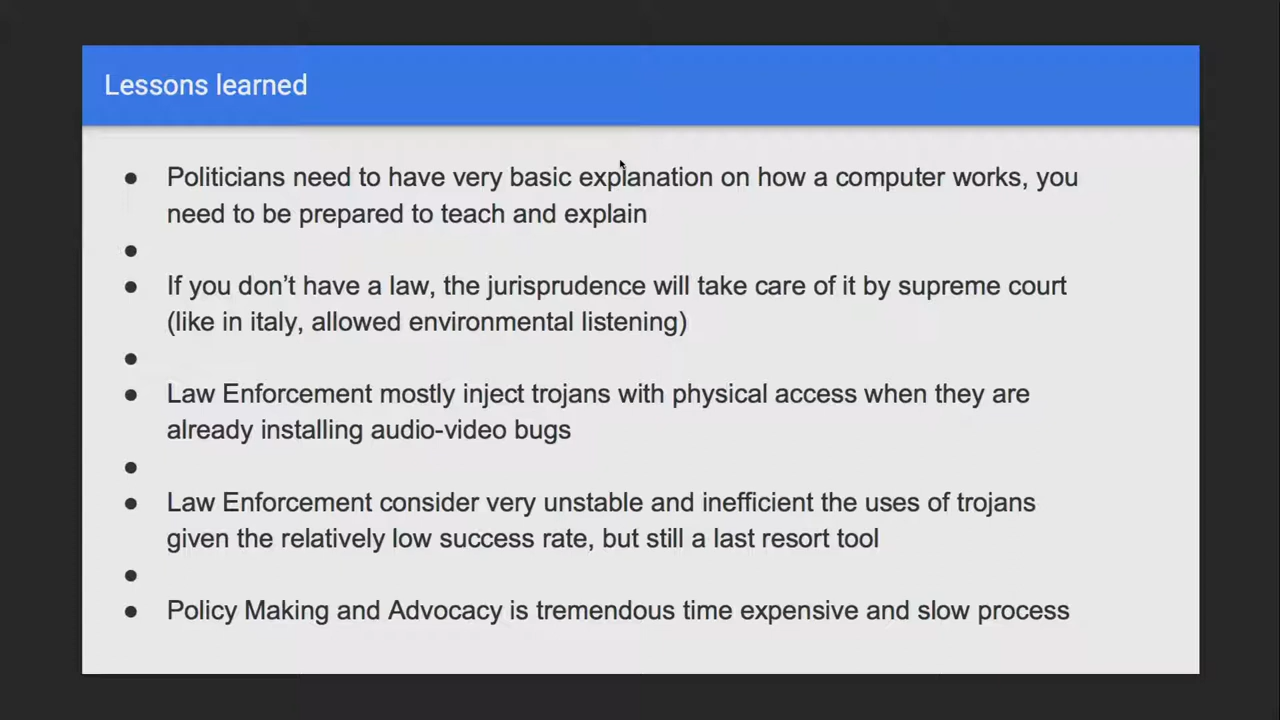 Lessons learned
● Politicians need to have very basic explanation on how a computer works, you
need to be prepared to teach and explain
●
● If you don’t have a law, the jurisprudence will take care of it by supreme court
(like in italy, allowed environmental listening)
●
● Law Enforcement mostly inject trojans with physical access when they are
already installing audio-video bugs
●
● Law Enforcement consider very unstable and inefficient the uses of trojans
given the relatively low success rate, but still a last resort tool
●
● Policy Making and Advocacy is tremendous time expensive and slow process